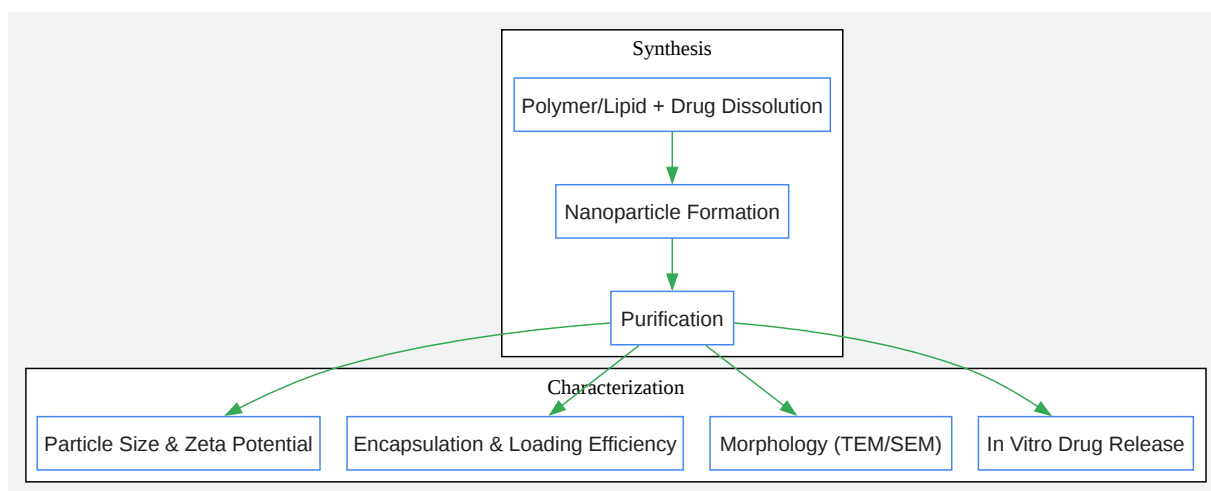 Synthesis
Polymer/Lipid + Drug Dissolution
Nanoparticle Formation
Purification
Characterization
Particle Size & Zeta Potential
Encapsulation & Loading Efficiency
Morphology (TEM/SEM)
In Vitro Drug Release